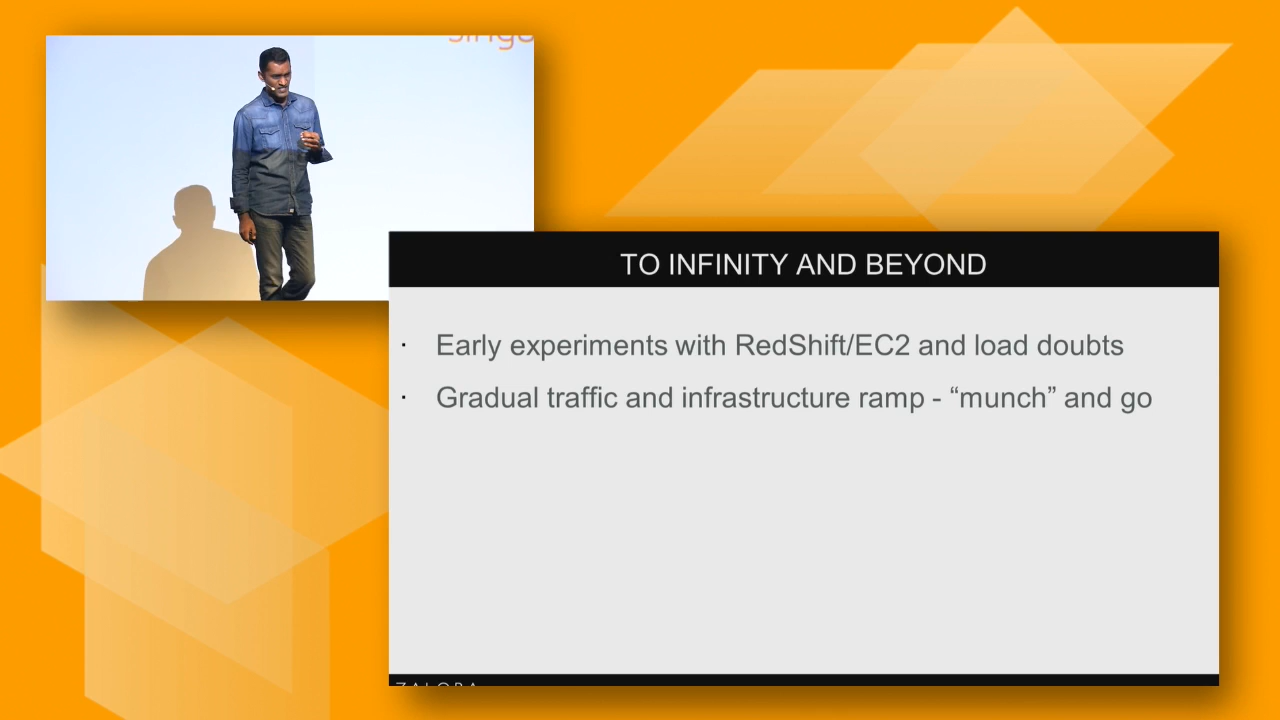 TO INFINITY AND BEYOND
· Early experiments with RedShift/EC2 and load doubts
· Gradual traffic and infrastructure ramp - “munch” and go
ZALORA